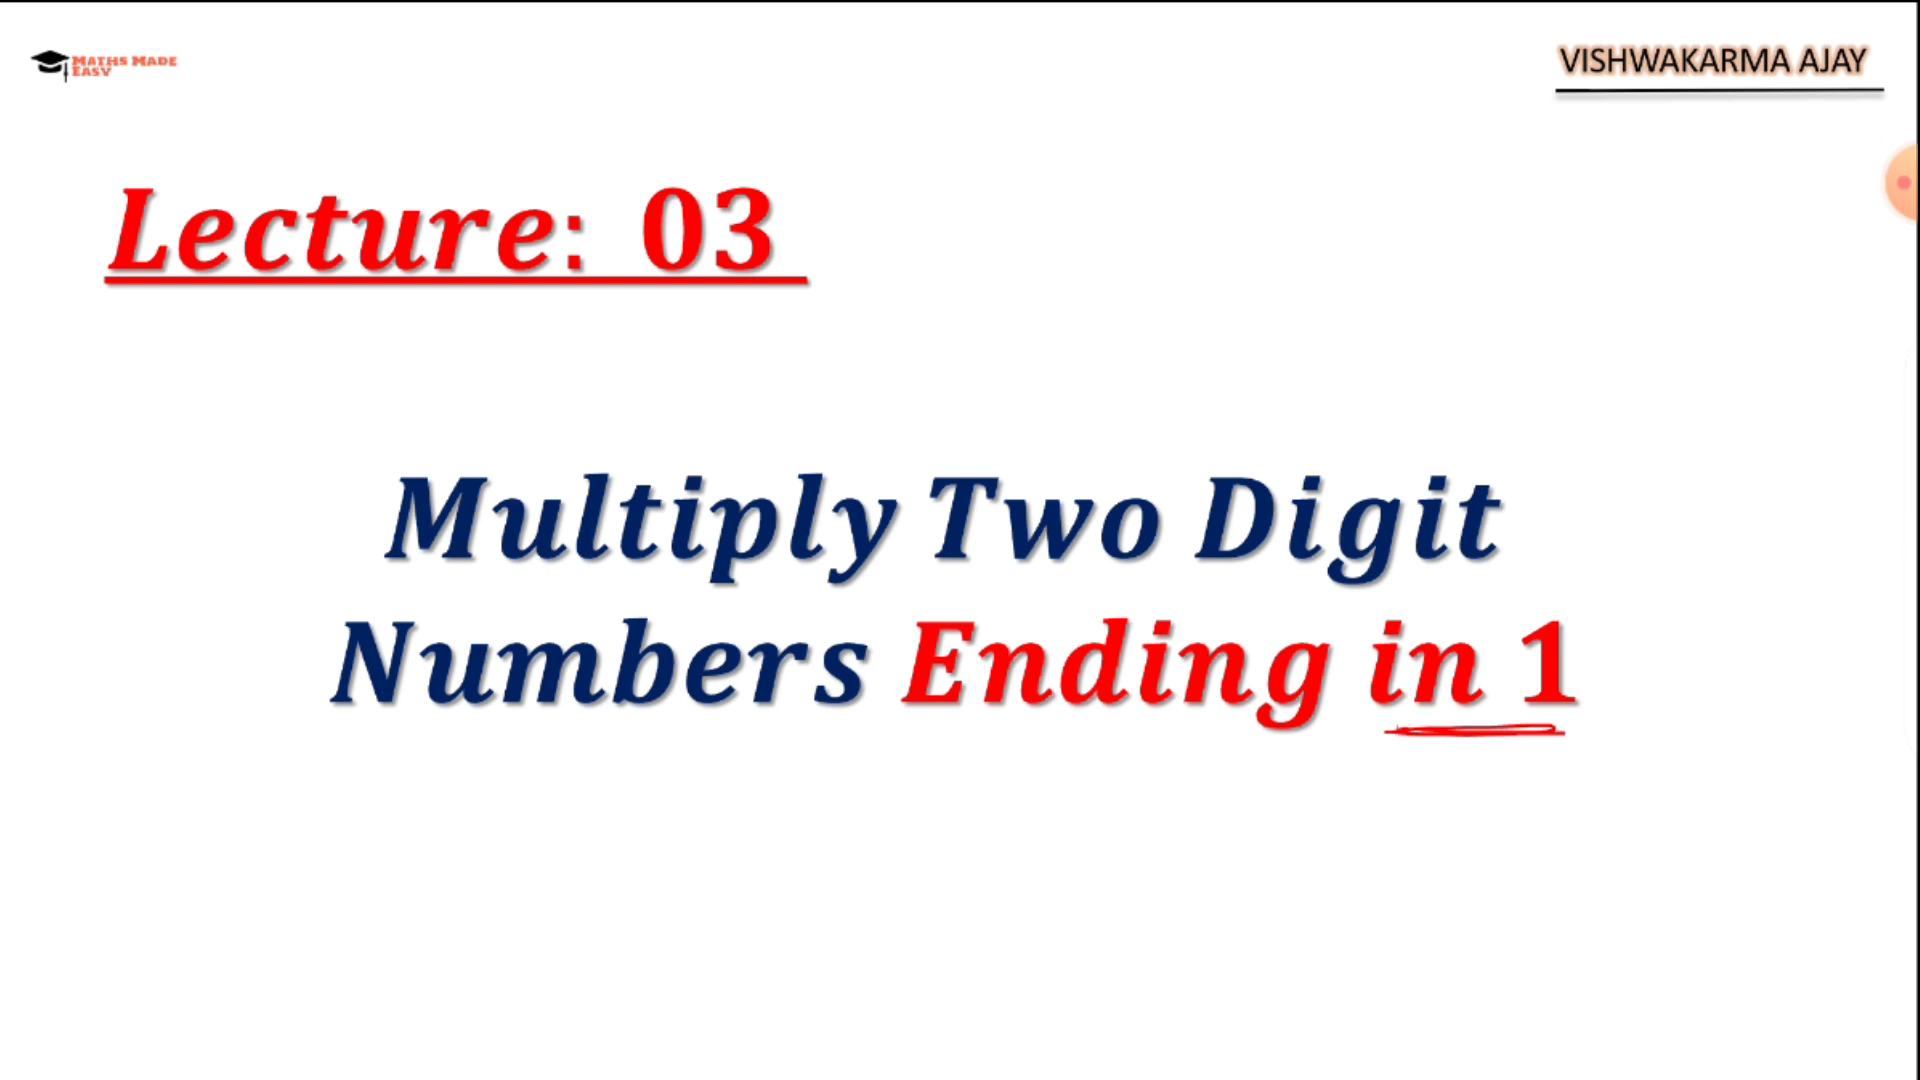 MATHS MADE
EASY
VISHWAKARMA AJAY
Lecture: 03
Multiply Two Digit
Numbers Ending in 1